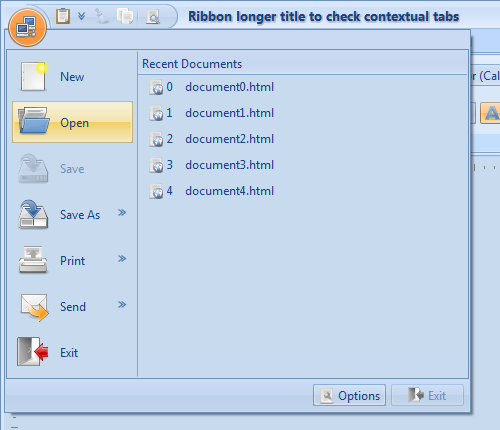 Ribbon longer title to check contextual tabs
r (Cal
A
New
Open
Save
Save As
Print
Send
Exit
Recent Documents
0 document0.html
1 document1.html
2 document2.html
3 document3.html
4 document4.html
Options
Exit